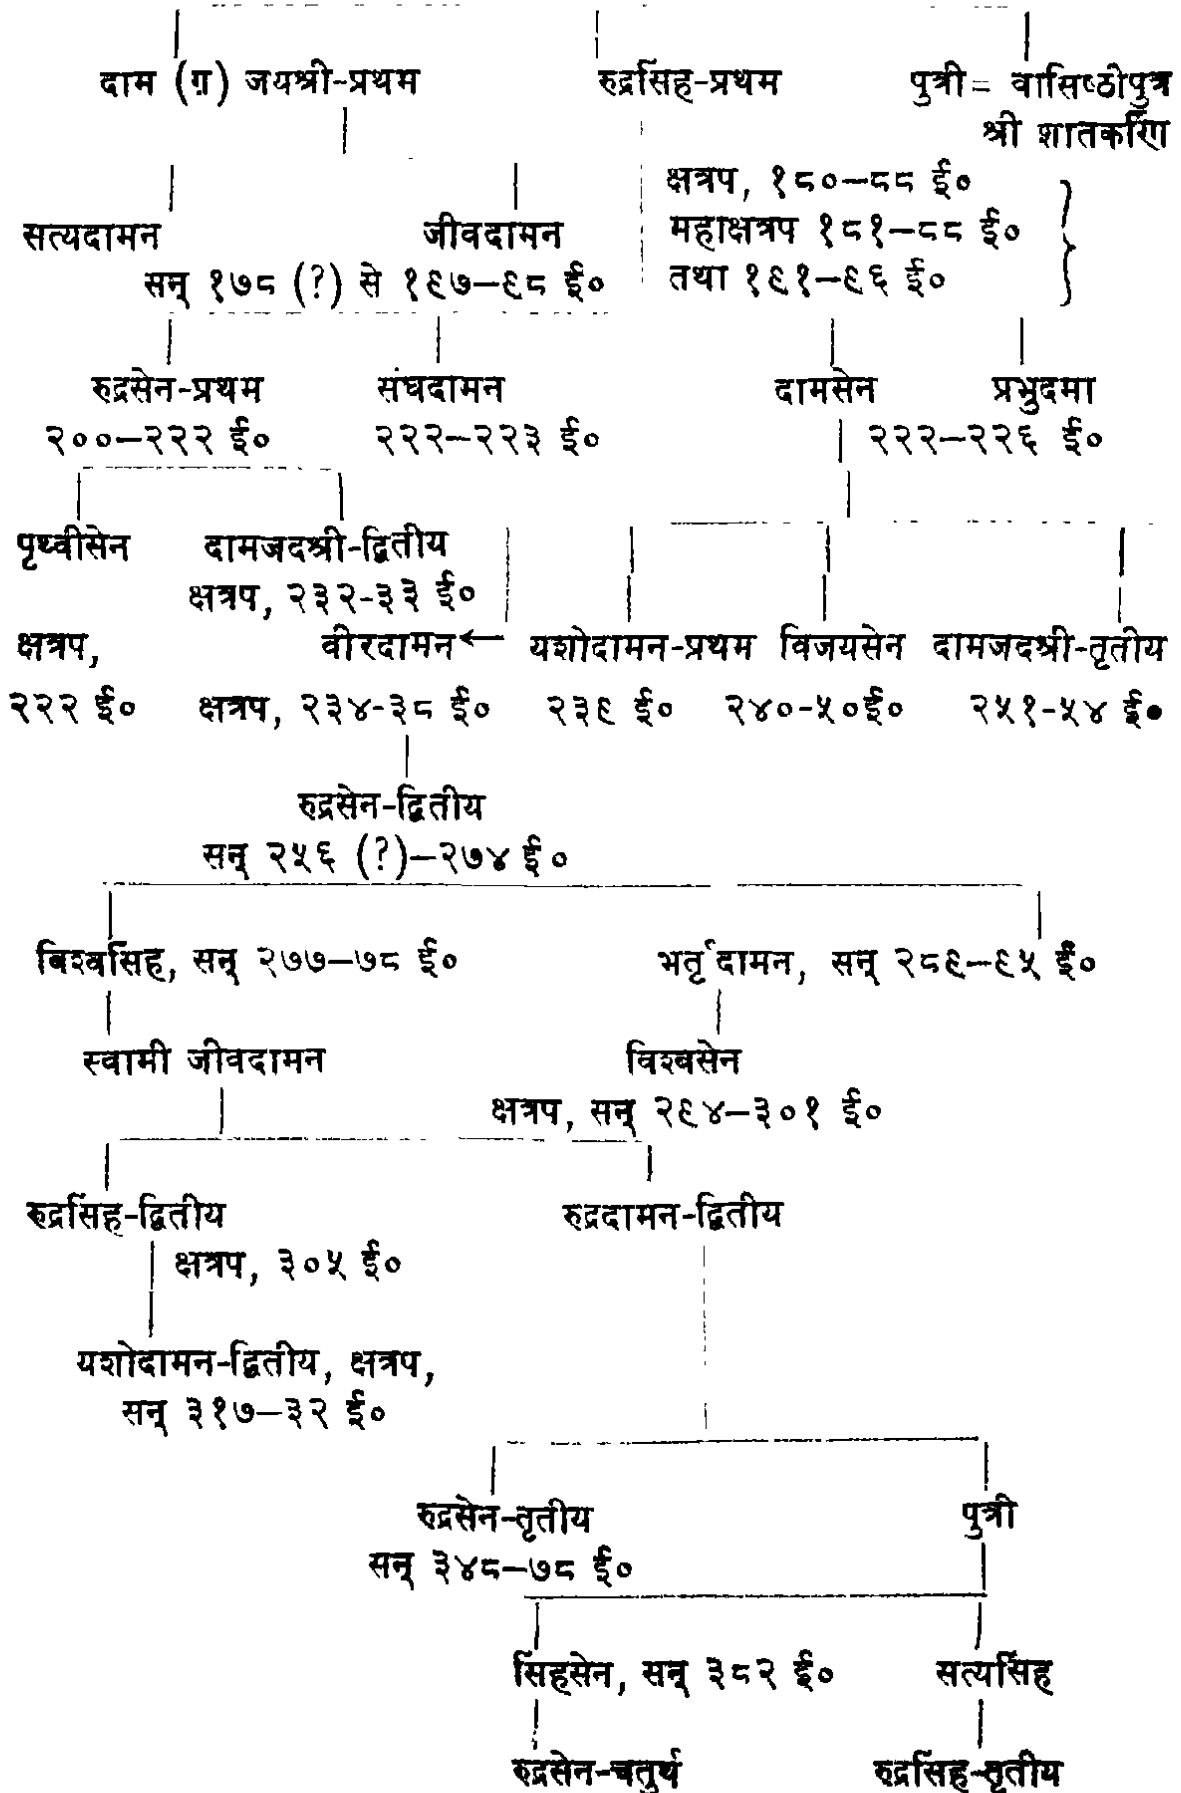 दाम (ग़) जयश्री-प्रथम रुद्रसिंह-प्रथम पुत्री = वासिष्ठीपुत्र
श्री शातकर्णि
क्षत्रप, १८०–८८ ई०
सत्यदामन जीवदामन महाक्षत्रप १८१–८८ ई०
सन् १७८ (?) से १९७–९८ ई० तथा १९१–९६ ई०
रुद्रसेन-प्रथम संघदामन दामसेन प्रभुदमा
२००–२२२ ई० २२२–२२३ ई० २२२–२२६ ई०
पृथ्वीसेन दामजदश्री-द्वितीय
क्षत्रप, २३२-३३ ई०
क्षत्रप, वीरदामन← यशोदामन-प्रथम विजयसेन दामजदश्री-तृतीय
२२२ ई० क्षत्रप, २३४-३८ ई० २३९ ई० २४०-५०ई० २५१-५४ ई०
रुद्रसेन-द्वितीय
सन् २५६ (?)–२७४ ई०
विश्वसिंह, सन् २७७–७८ ई० भर्तृदामन, सन् २८९–९५ ई०
स्वामी जीवदामन विश्वसेन
क्षत्रप, सन् २९४–३०१ ई०
रुद्रसिंह-द्वितीय रुद्रदामन-द्वितीय
क्षत्रप, ३०५ ई०
यशोदामन-द्वितीय, क्षत्रप,
सन् ३१७–३२ ई०
रुद्रसेन-तृतीय पुत्री
सन् ३४८–७८ ई०
सिंहसेन, सन् ३८२ ई० सत्यसिंह
रुद्रसेन-चतुर्थ रुद्रसिंह-तृतीय